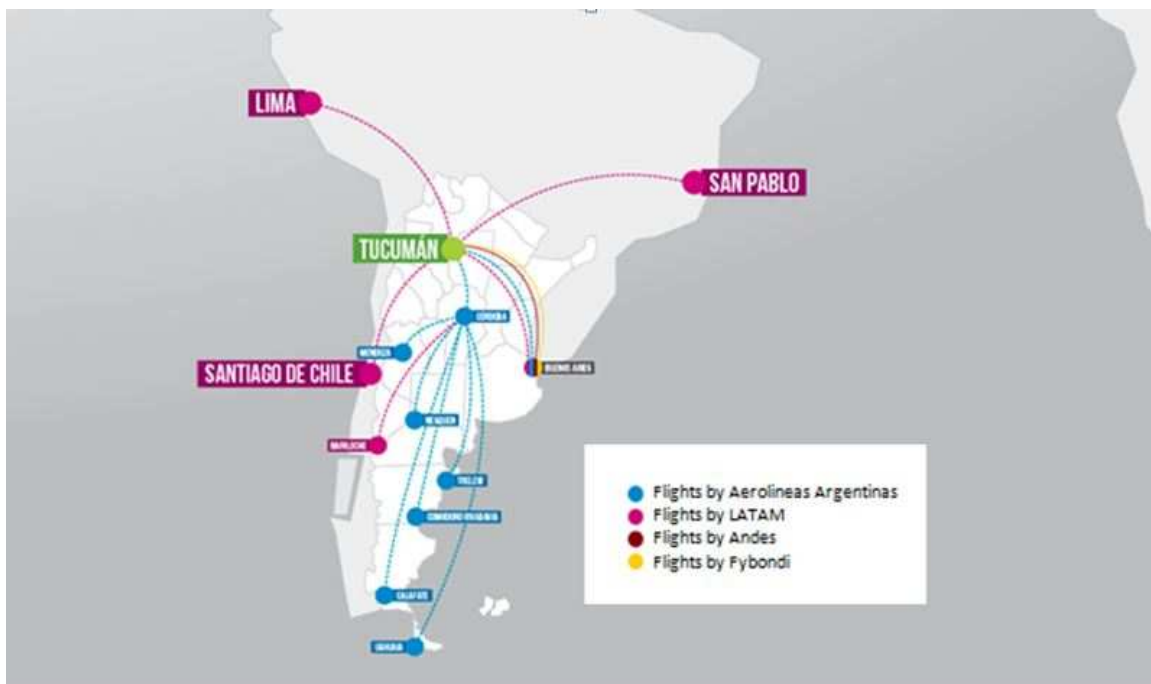 LIMA
SAN PABLO
TUCUMÁN
CÓRDOBA
MENDOZA
SANTIAGO DE CHILE
BUENOS AIRES
NEUQUEN
BARILOCHE
TRELEW
COMODORO RIVADAVIA
CALAFATE
USHUAIA
Flights by Aerolineas Argentinas
Flights by LATAM
Flights by Andes
Flights by Fybondi